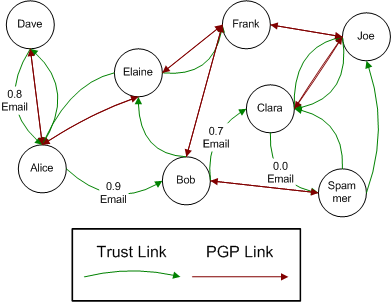 Dave
Frank
Joe
Elaine
0.8
Email
Clara
0.7
Email
Alice
0.9
Email
Bob
0.0
Email
Spam
mer
Trust Link
PGP Link